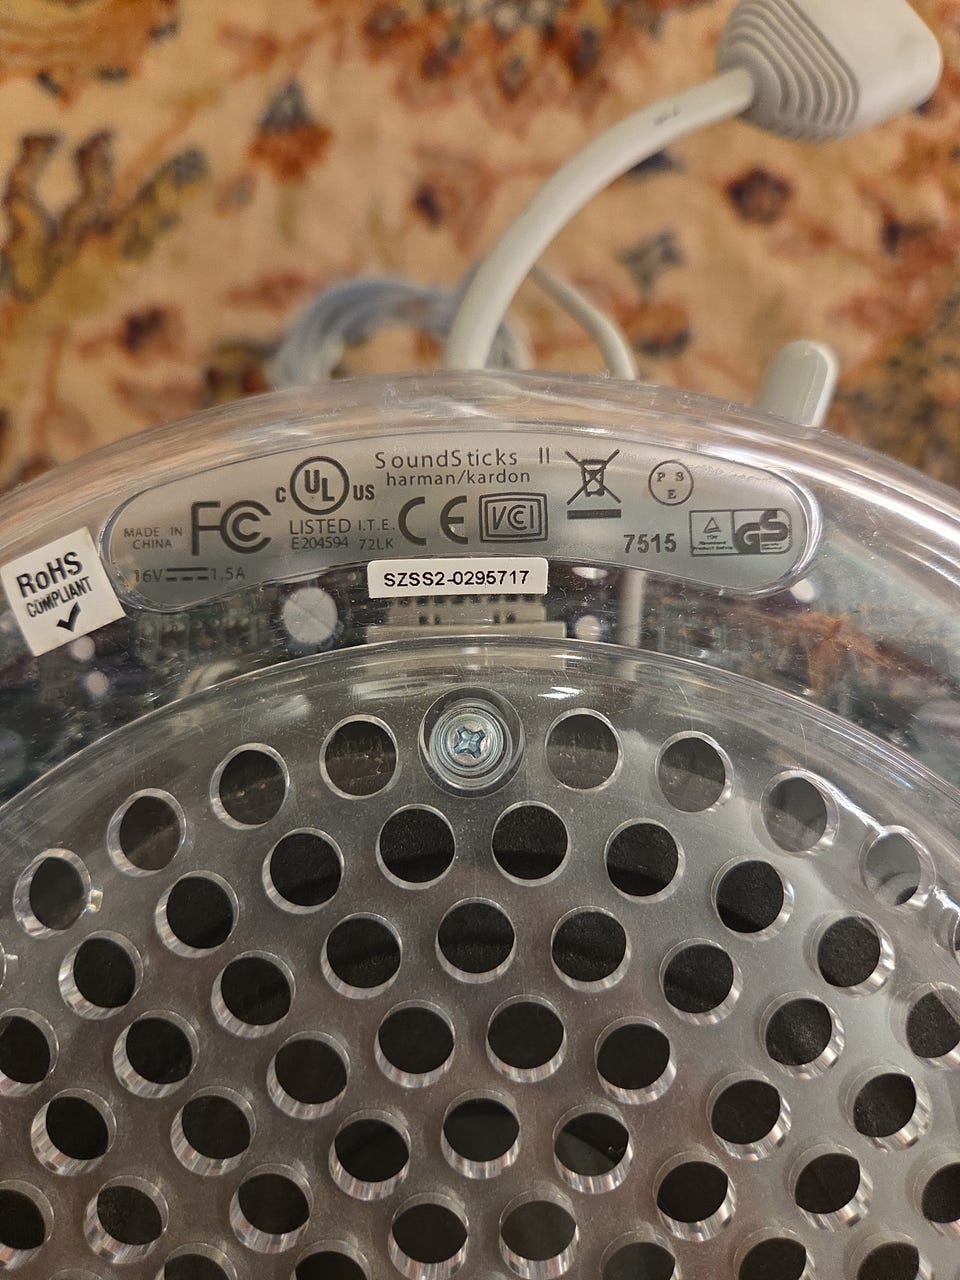 SoundSticks II
harman/kardon
MADE IN
CHINA
FC
C UL US
LISTED I.T.E.
E204594 72LK
CE
VCI
P S
E
7515
GS
16V 1.5A
SZSS2-0295717
RoHS
COMPLIANT